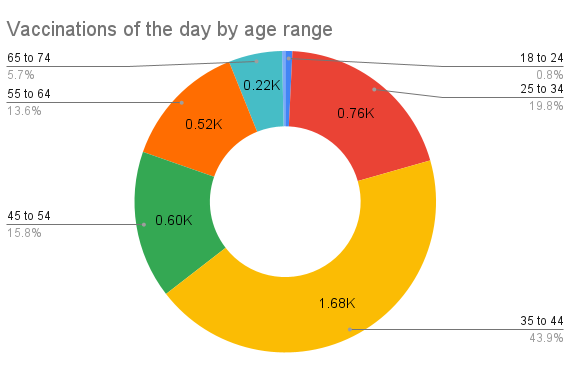 Vaccinations of the day by age range
65 to 74
5.7%
55 to 64
13.6%
45 to 54
15.8%
18 to 24
0.8%
25 to 34
19.8%
35 to 44
43.9%
0.22K
0.76K
0.52K
0.60K
1.68K